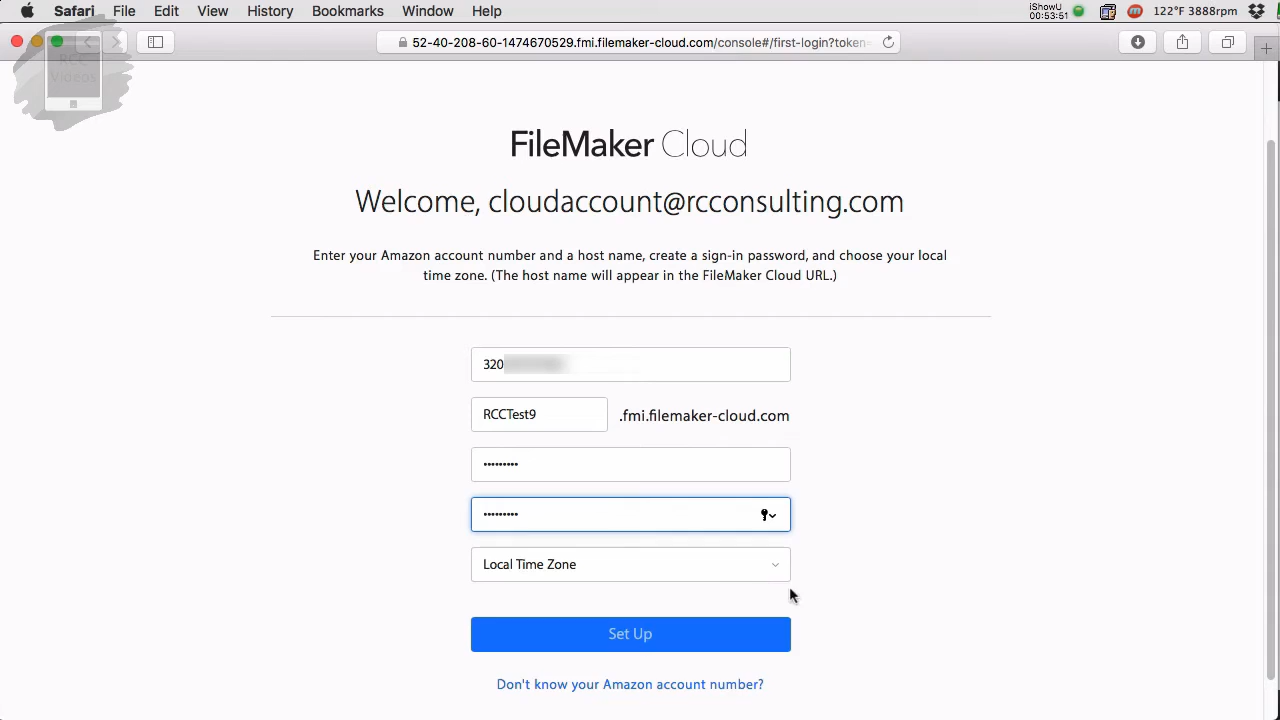 Safari File Edit View History Bookmarks Window Help iShowU 00:53:51 122°F 3888rpm
52-40-208-60-1474670529.fmi.filemaker-cloud.com/console#/first-login?token=
RCC
Videos
FileMaker Cloud
Welcome, cloudaccount@rcconsulting.com
Enter your Amazon account number and a host name, create a sign-in password, and choose your local
time zone. (The host name will appear in the FileMaker Cloud URL.)
320
RCCTest9 .fmi.filemaker-cloud.com
•••••••••
•••••••••
Local Time Zone
Set Up
Don't know your Amazon account number?